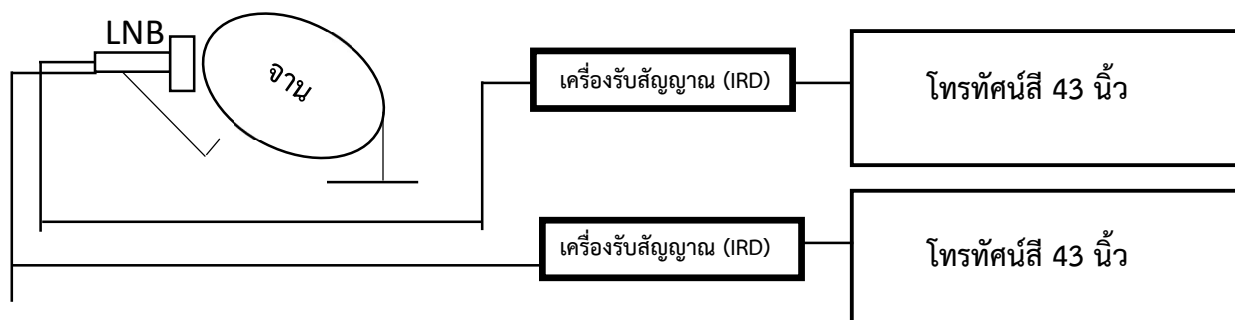 LNB
จาน
เครื่องรับสัญญาณ (IRD)
โทรทัศน์สี 43 นิ้ว
เครื่องรับสัญญาณ (IRD)
โทรทัศน์สี 43 นิ้ว